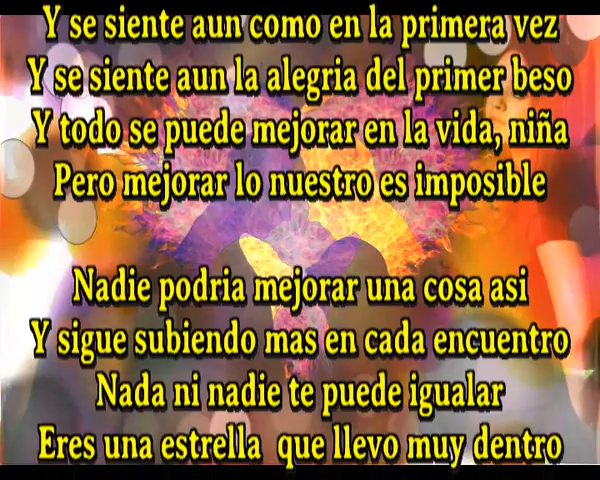 Y se siente aun como en la primera vez
Y se siente aun la alegria del primer beso
Y todo se puede mejorar en la vida, niña
Pero mejorar lo nuestro es imposible
Nadie podria mejorar una cosa asi
Y sigue subiendo mas en cada encuentro
Nada ni nadie te puede igualar
Eres una estrella que llevo muy dentro